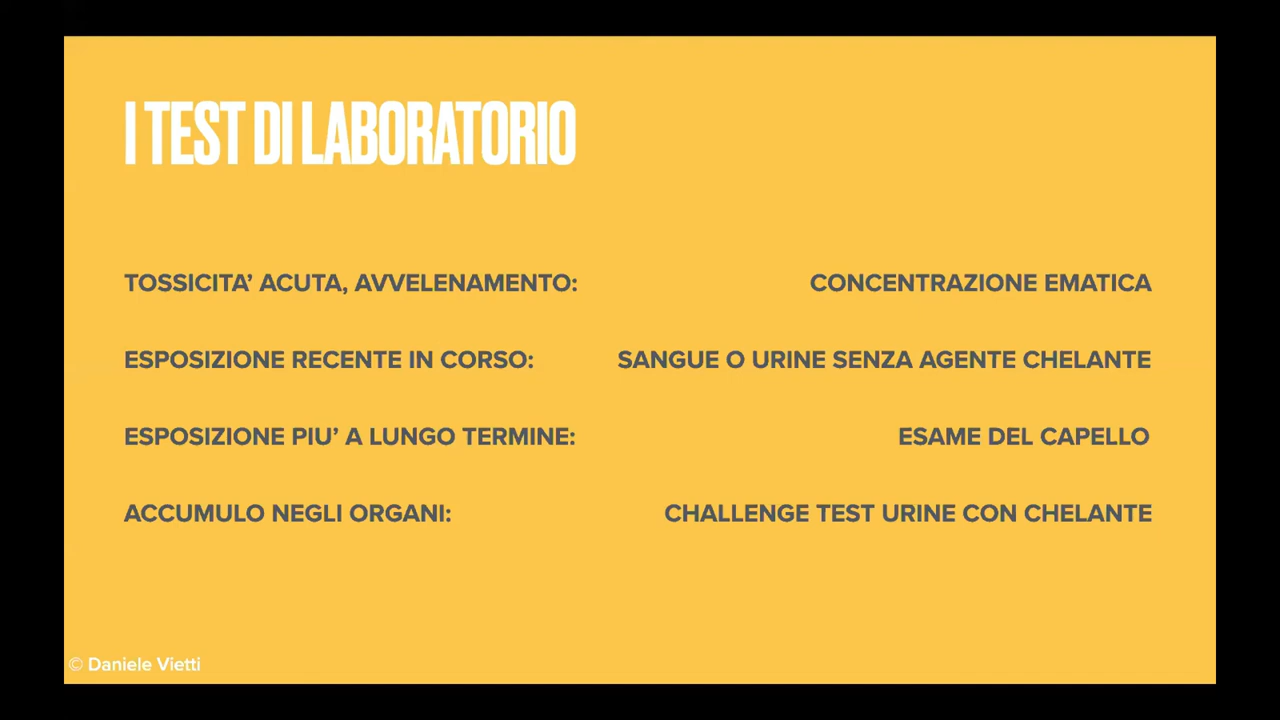 I TEST DI LABORATORIO
TOSSICITA’ ACUTA, AVVELENAMENTO: CONCENTRAZIONE EMATICA
ESPOSIZIONE RECENTE IN CORSO: SANGUE O URINE SENZA AGENTE CHELANTE
ESPOSIZIONE PIU’ A LUNGO TERMINE: ESAME DEL CAPELLO
ACCUMULO NEGLI ORGANI: CHALLENGE TEST URINE CON CHELANTE
© Daniele Vietti